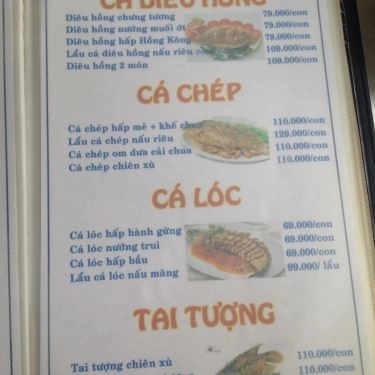 CÁ DIÊU HỒNG
Diêu hồng chưng tương 79.000/con
Diêu hồng nướng muối ớt 79.000/con
Diêu hồng hấp Hồng Kông 79.000/con
Lẩu cá diêu hồng nấu riêu 109.000/con
Diêu hồng 2 món 109.000/con
CÁ CHÉP
Cá chép hấp mẻ + khế chua 110.000/con
Lẩu cá chép nấu riêu 129.000/con
Cá chép om dưa cải chua 110.000/con
Cá chép chiên xù 110.000/con
CÁ LÓC
Cá lóc hấp hành gừng 69.000/con
Cá lóc nướng trui 69.000/con
Cá lóc hấp bầu 69.000/con
Lẩu cá lóc nấu măng 99.000/ lẩu
TAI TƯỢNG
Tai tượng chiên xù 110.000/con
110.000/con